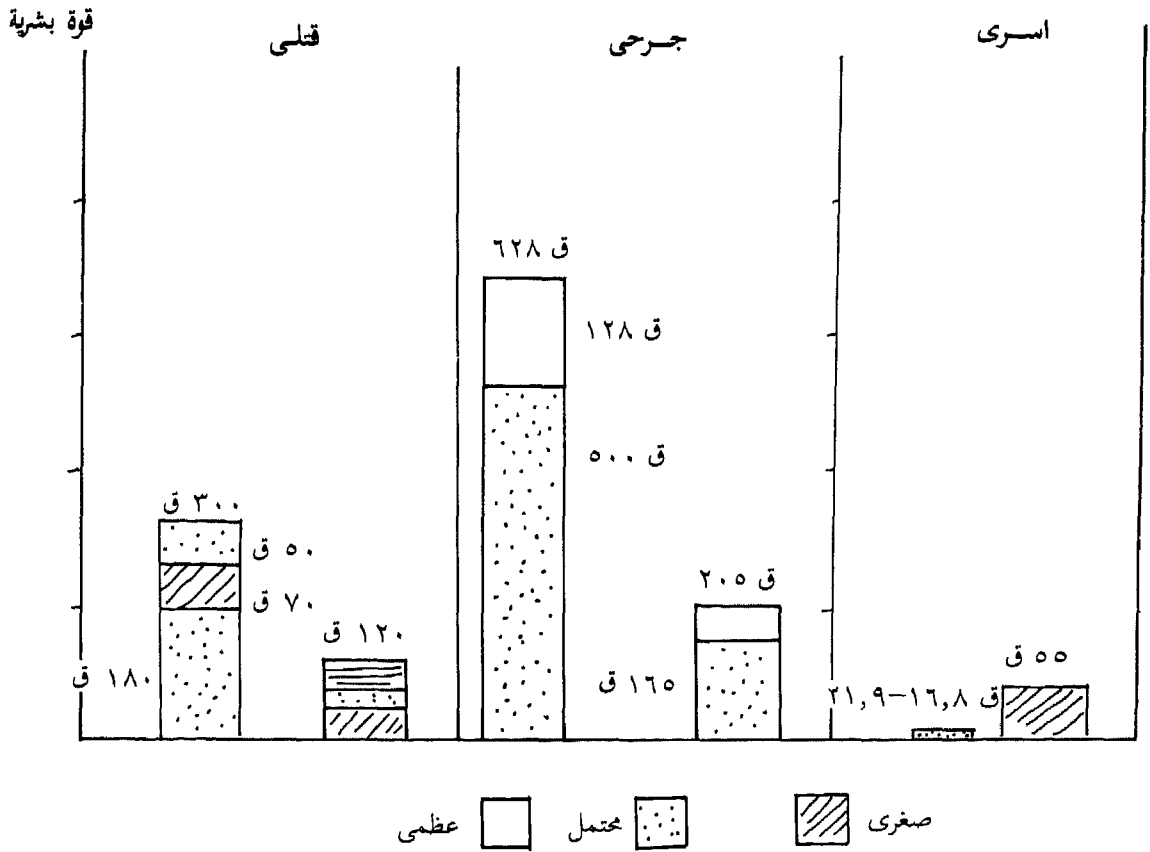 قوة بشرية
قتلى
جرحى
اسرى
ق ٦٢٨
ق ١٢٨
ق ٥٠٠
ق ٣٠٠
ق ٥٠
ق ٧٠
ق ١٨٠
ق ١٢٠
ق ٢٠٥
ق ١٦٥
ق ٥٥
ق ١٦,٨-٢١,٩
صغرى
محتمل
عظمى